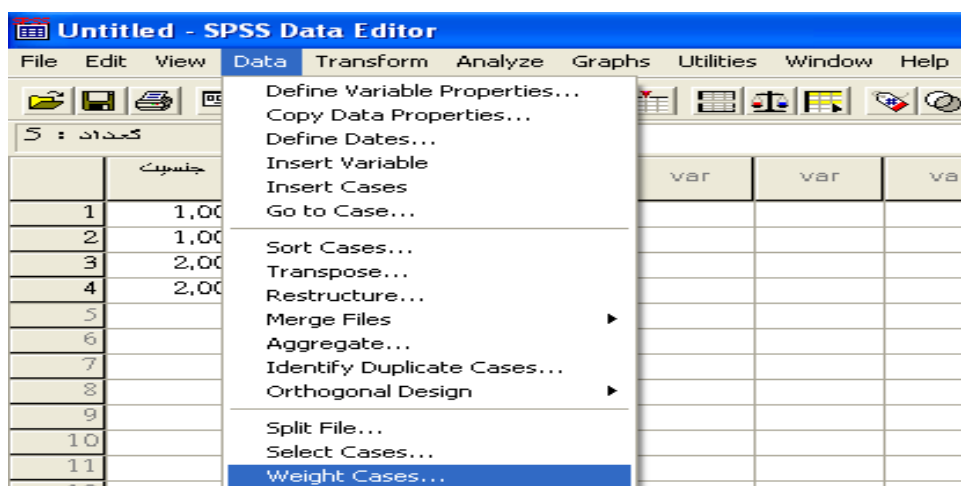 Untitled - SPSS Data Editor
File Edit View Data Transform Analyze Graphs Utilities Window Help
5 : تعداد
جنسیت var var va
Define Variable Properties...
Copy Data Properties...
Define Dates...
Insert Variable
Insert Cases
Go to Case...
Sort Cases...
Transpose...
Restructure...
Merge Files
Aggregate...
Identify Duplicate Cases...
Orthogonal Design
Split File...
Select Cases...
Weight Cases...
1 1,00
2 1,00
3 2,00
4 2,00
5
6
7
8
9
10
11